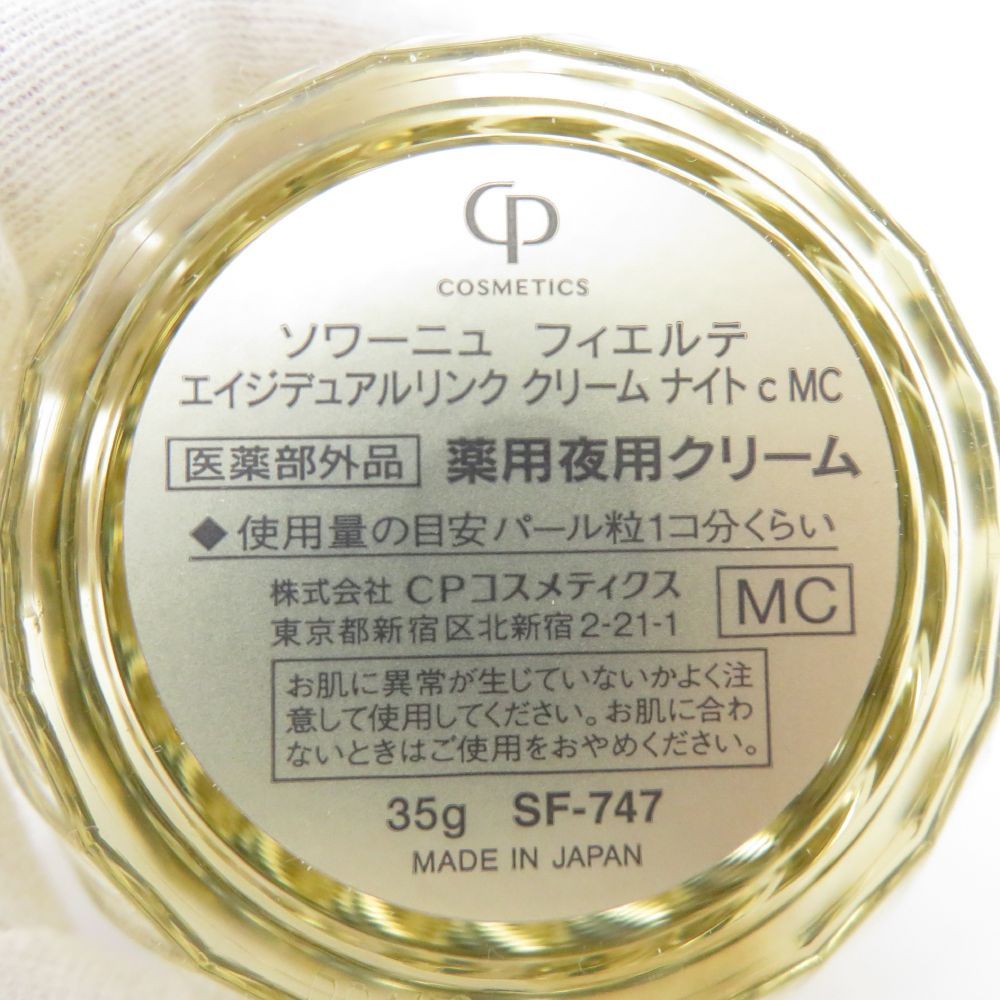 CP
COSMETICS
ソワーニュ フィエルテ
エイジデュアルリンク クリーム ナイト c MC
医薬部外品 薬用夜用クリーム
◆使用量の目安パール粒1コ分くらい
株式会社 CPコスメティクス
東京都新宿区北新宿2-21-1
MC
お肌に異常が生じていないかよく注
意して使用してください。お肌に合わ
ないときはご使用をおやめください。
35g SF-747
MADE IN JAPAN